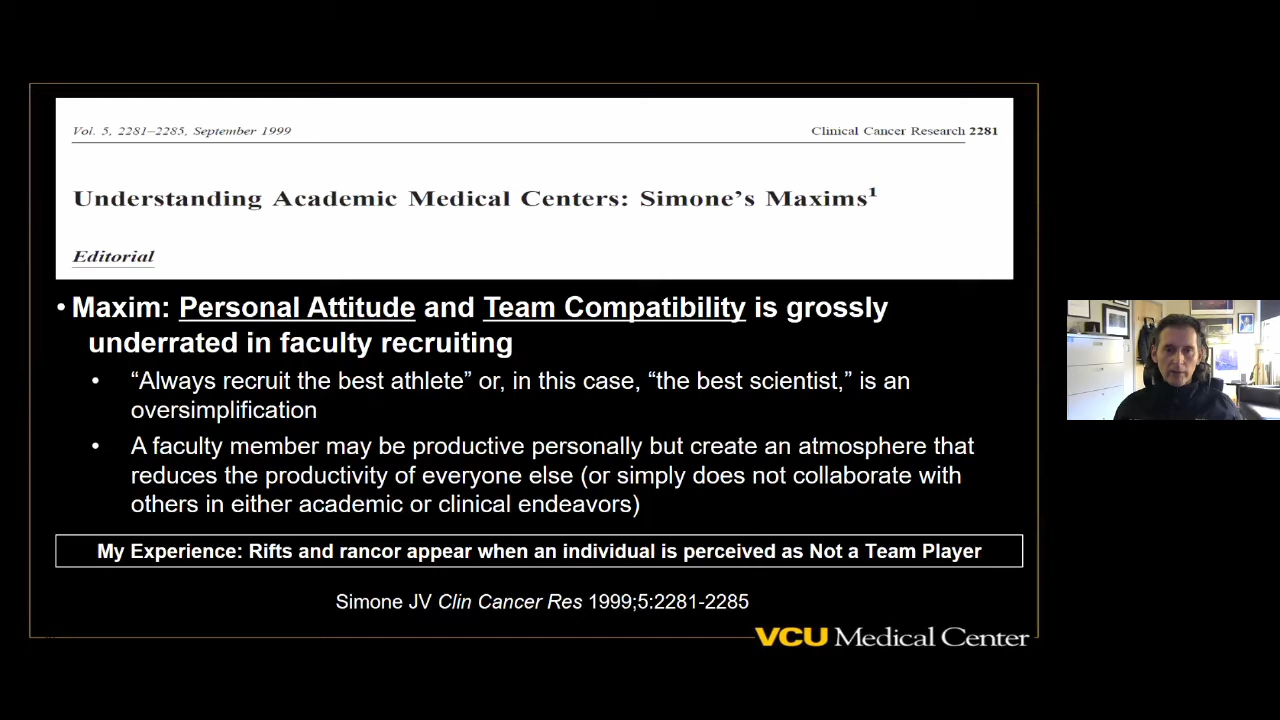 Vol. 5, 2281–2285, September 1999
Clinical Cancer Research 2281
Understanding Academic Medical Centers: Simone's Maxims¹
Editorial
• Maxim: Personal Attitude and Team Compatibility is grossly
underrated in faculty recruiting
• “Always recruit the best athlete” or, in this case, “the best scientist,” is an
oversimplification
• A faculty member may be productive personally but create an atmosphere that
reduces the productivity of everyone else (or simply does not collaborate with
others in either academic or clinical endeavors)
My Experience: Rifts and rancor appear when an individual is perceived as Not a Team Player
Simone JV Clin Cancer Res 1999;5:2281-2285
VCU Medical Center